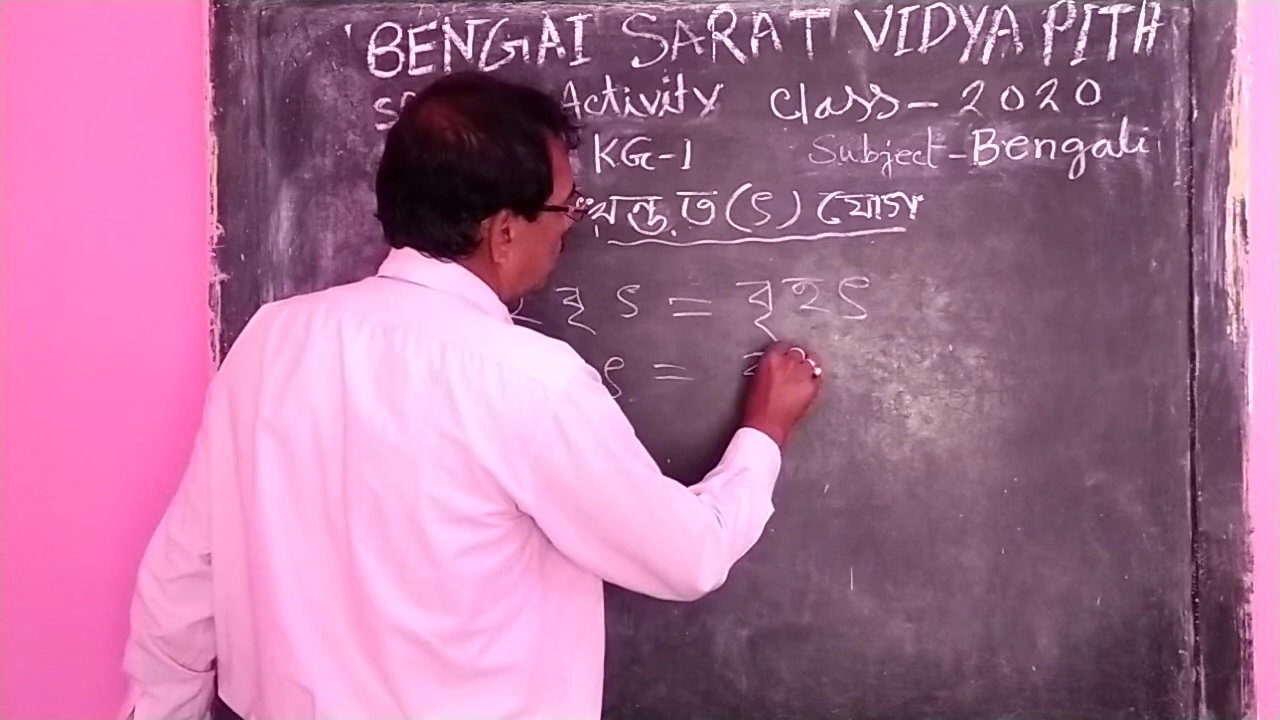 'BENGAI SARAT VIDYA PITH
Activity Class - 2020
KG-1 Subject - Bengali
খন্ড ত (ৎ) যোগ
ৎ = বৃহৎ
ৎ =